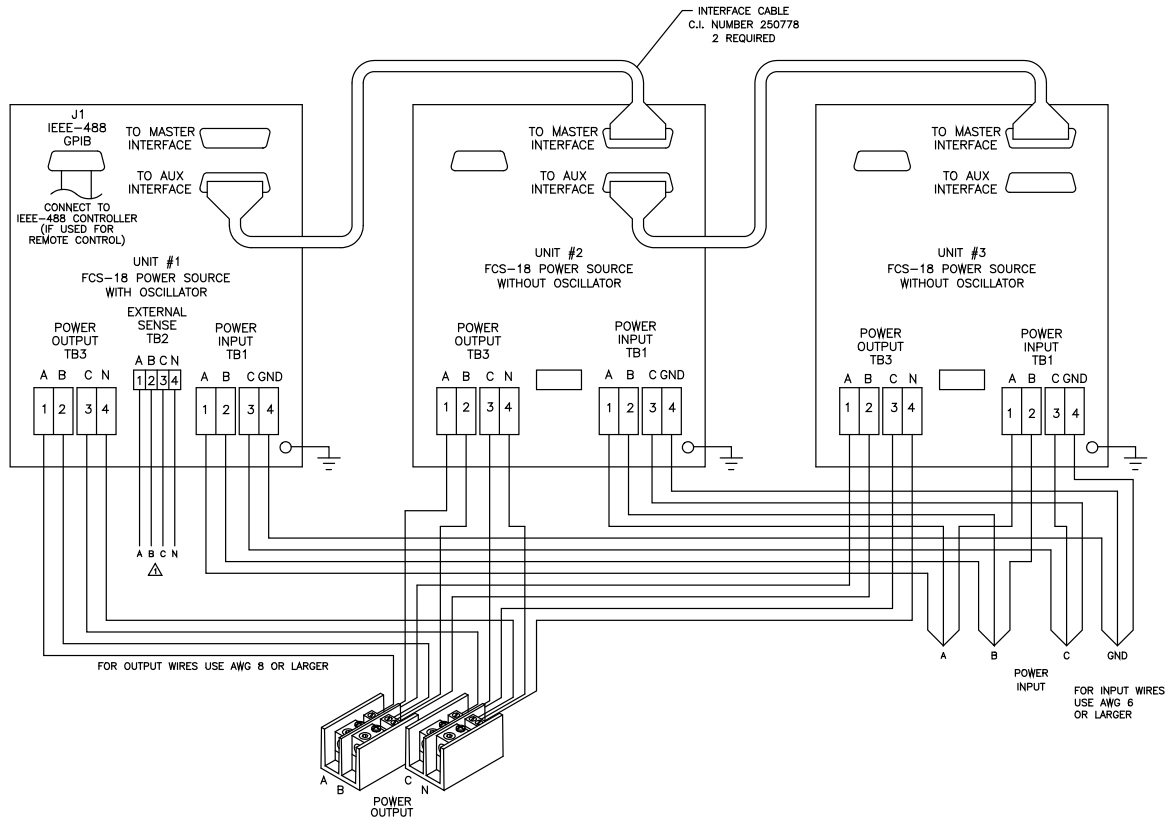 INTERFACE CABLE
C.I. NUMBER 250778
2 REQUIRED
J1
IEEE-488
GPIB
TO MASTER
INTERFACE
TO AUX
INTERFACE
CONNECT TO
IEEE-488 CONTROLLER
(IF USED FOR
REMOTE CONTROL)
UNIT #1
FCS-18 POWER SOURCE
WITH OSCILLATOR
POWER
OUTPUT
TB3
EXTERNAL
SENSE
TB2
POWER
INPUT
TB1
A B C N
1 2 3 4
A B C N
1 2 3 4
A B C GND
1 2 3 4
A B C N
1
TO MASTER
INTERFACE
TO AUX
INTERFACE
UNIT #2
FCS-18 POWER SOURCE
WITHOUT OSCILLATOR
POWER
OUTPUT
TB3
POWER
INPUT
TB1
A B C N
1 2 3 4
A B C GND
1 2 3 4
TO MASTER
INTERFACE
TO AUX
INTERFACE
UNIT #3
FCS-18 POWER SOURCE
WITHOUT OSCILLATOR
POWER
OUTPUT
TB3
POWER
INPUT
TB1
A B C N
1 2 3 4
A B C GND
1 2 3 4
FOR OUTPUT WIRES USE AWG 8 OR LARGER
A B C GND
POWER
INPUT
FOR INPUT WIRES
USE AWG 6
OR LARGER
A B C N
POWER
OUTPUT